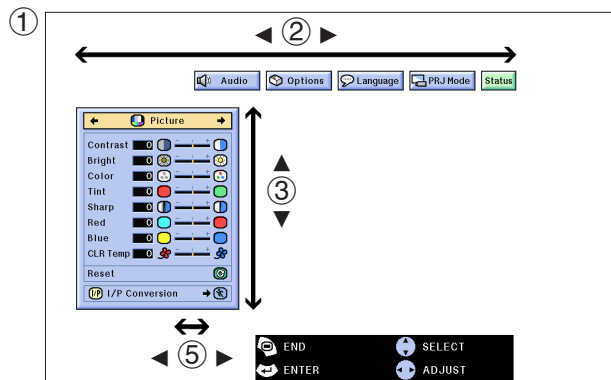 ①
◀ ② ▶
Audio Options Language PRJ Mode Status
← Picture →
Contrast 0 − +
Bright 0 − +
Color 0 − +
Tint 0 − +
Sharp 0 − +
Red 0 − +
Blue 0 − +
CLR Temp 0 − +
Reset
I/P I/P Conversion →
▲
③
▼
◀ ⑤ ▶
END SELECT
ENTER ADJUST